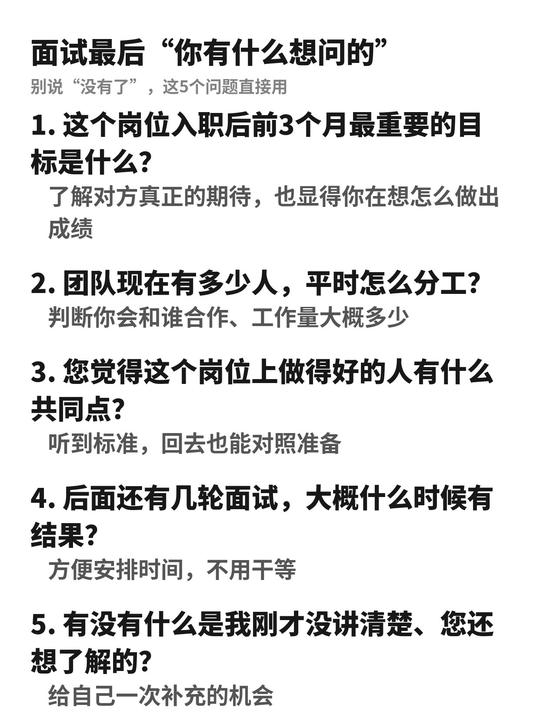 面试最后“你有什么想问的”
别说“没有了”，这5个问题直接用
1. 这个岗位入职后前3个月最重要的目
标是什么?
了解对方真正的期待，也显得你在想怎么做出
成绩
2. 团队现在有多少人，平时怎么分工?
判断你会和谁合作、工作量大概多少
3. 您觉得这个岗位上做得好的人有什么
共同点?
听到标准，回去也能对照准备
4. 后面还有几轮面试，大概什么时候有
结果?
方便安排时间，不用干等
5. 有没有什么是我刚才没讲清楚、您还
想了解的?
给自己一次补充的机会